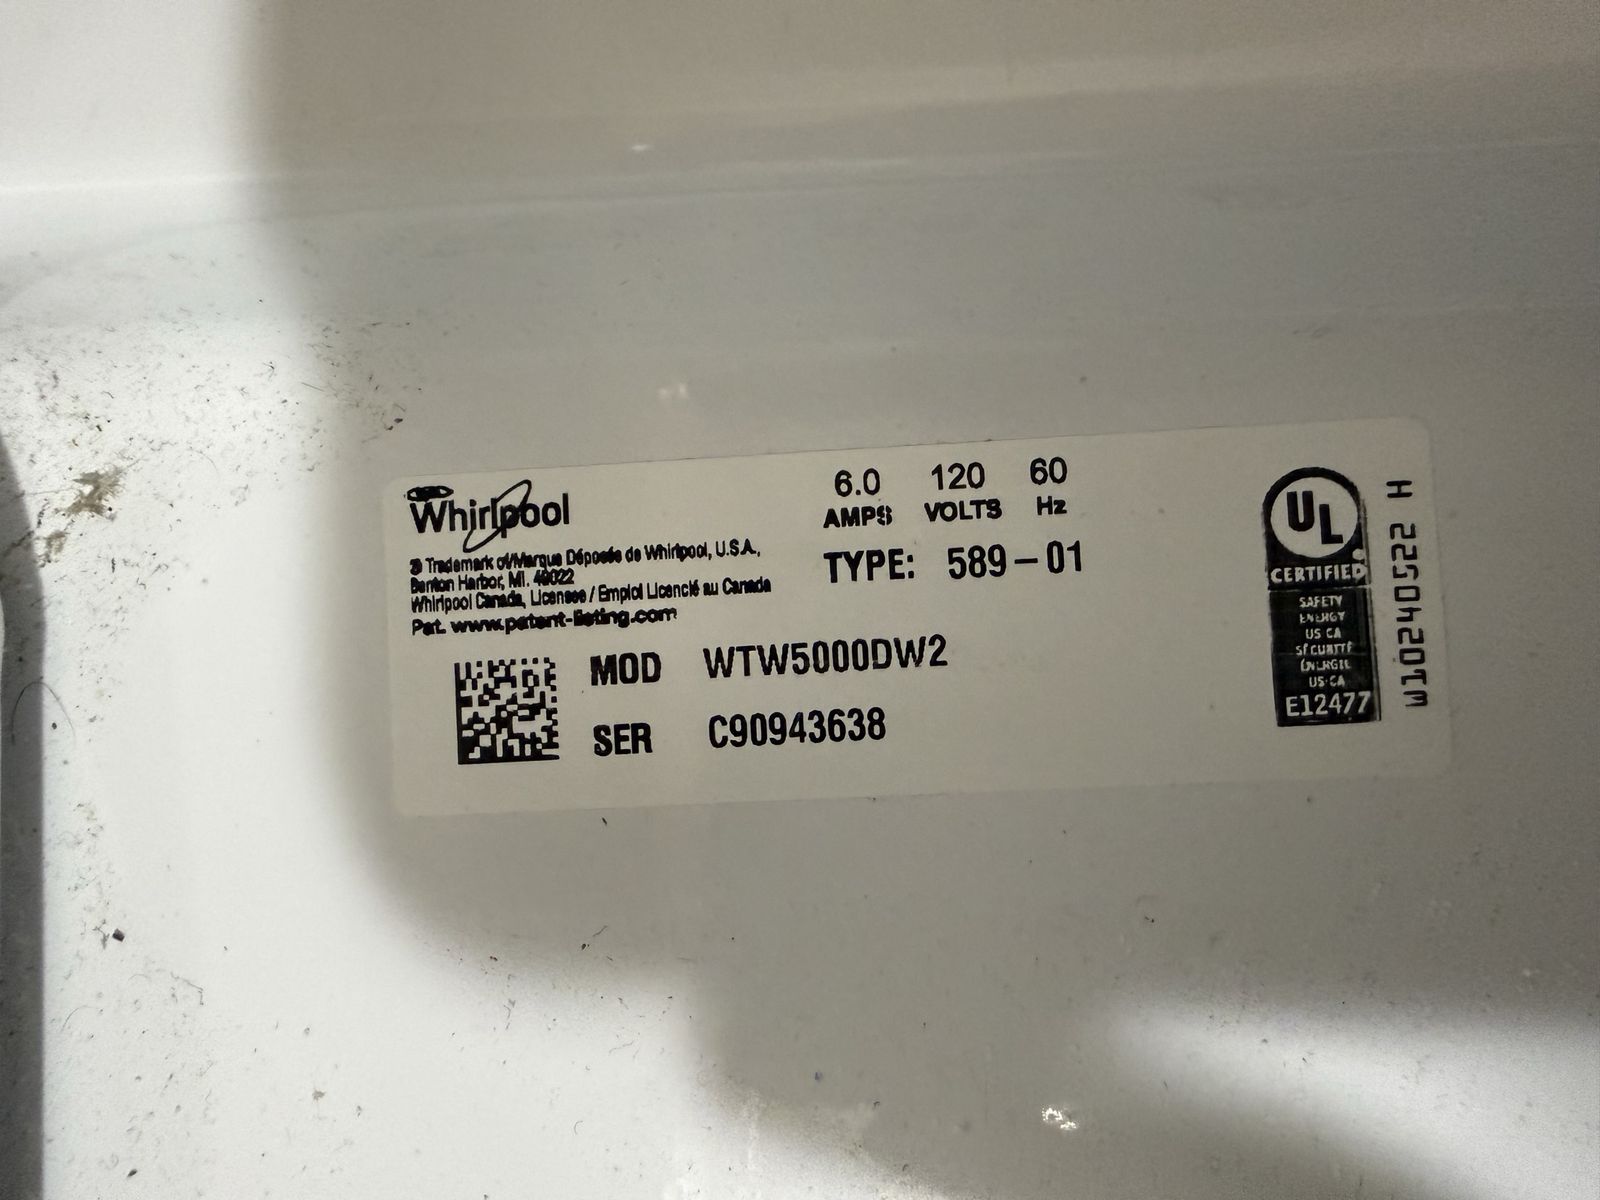 Whirlpool
® Trademark of/Marque Déposée de Whirlpool, U.S.A.,
Benton Harbor, MI. 49022
Whirlpool Canada, Licensee / Emploi Licencié au Canada
Pat. www.patent-listing.com
6.0 120 60
AMPS VOLTS Hz
TYPE: 589-01
MOD WTW5000DW2
SER C90943638
UL
CERTIFIED
SAFETY
ENERGY
US CA
SÉCURITÉ
ÉNERGIE
US CA
E12477
W10240522 H